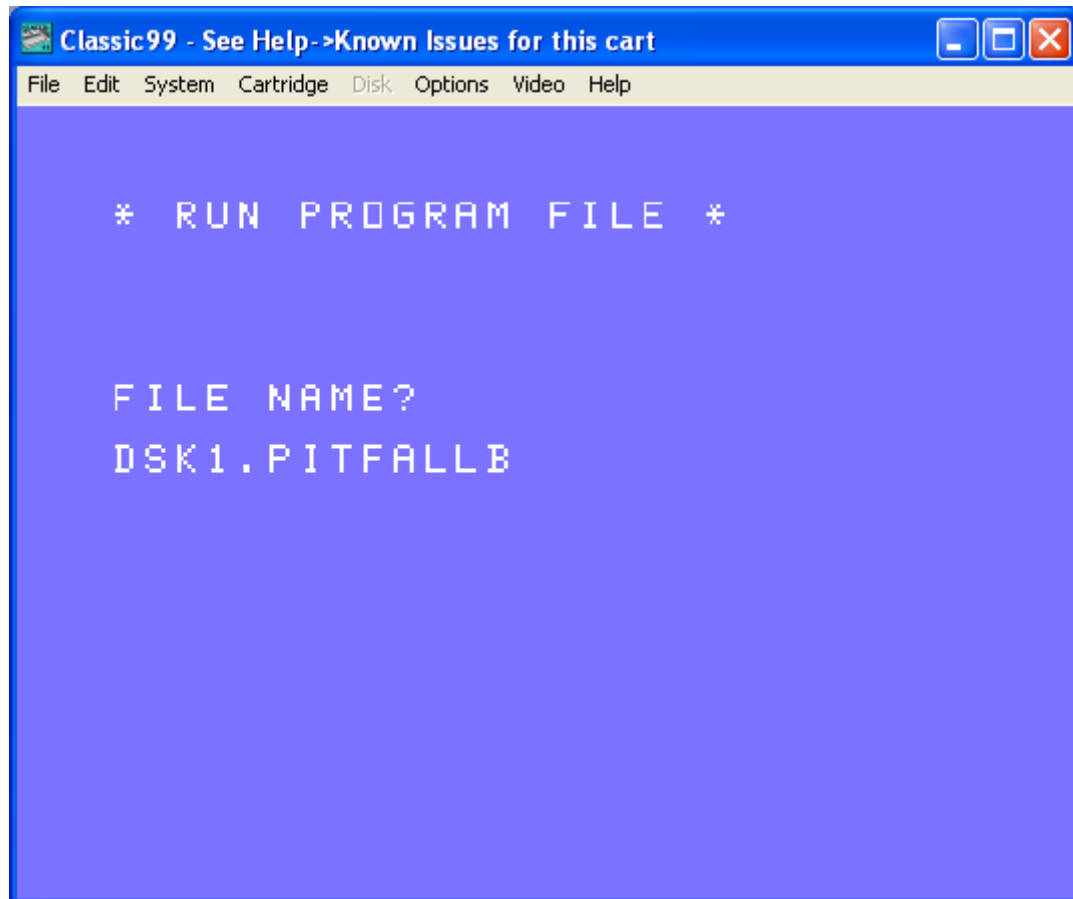 Classic99 - See Help->Known Issues for this cart
File Edit System Cartridge Disk Options Video Help
* RUN PROGRAM FILE *
FILE NAME?
DSK1.PITFALLB